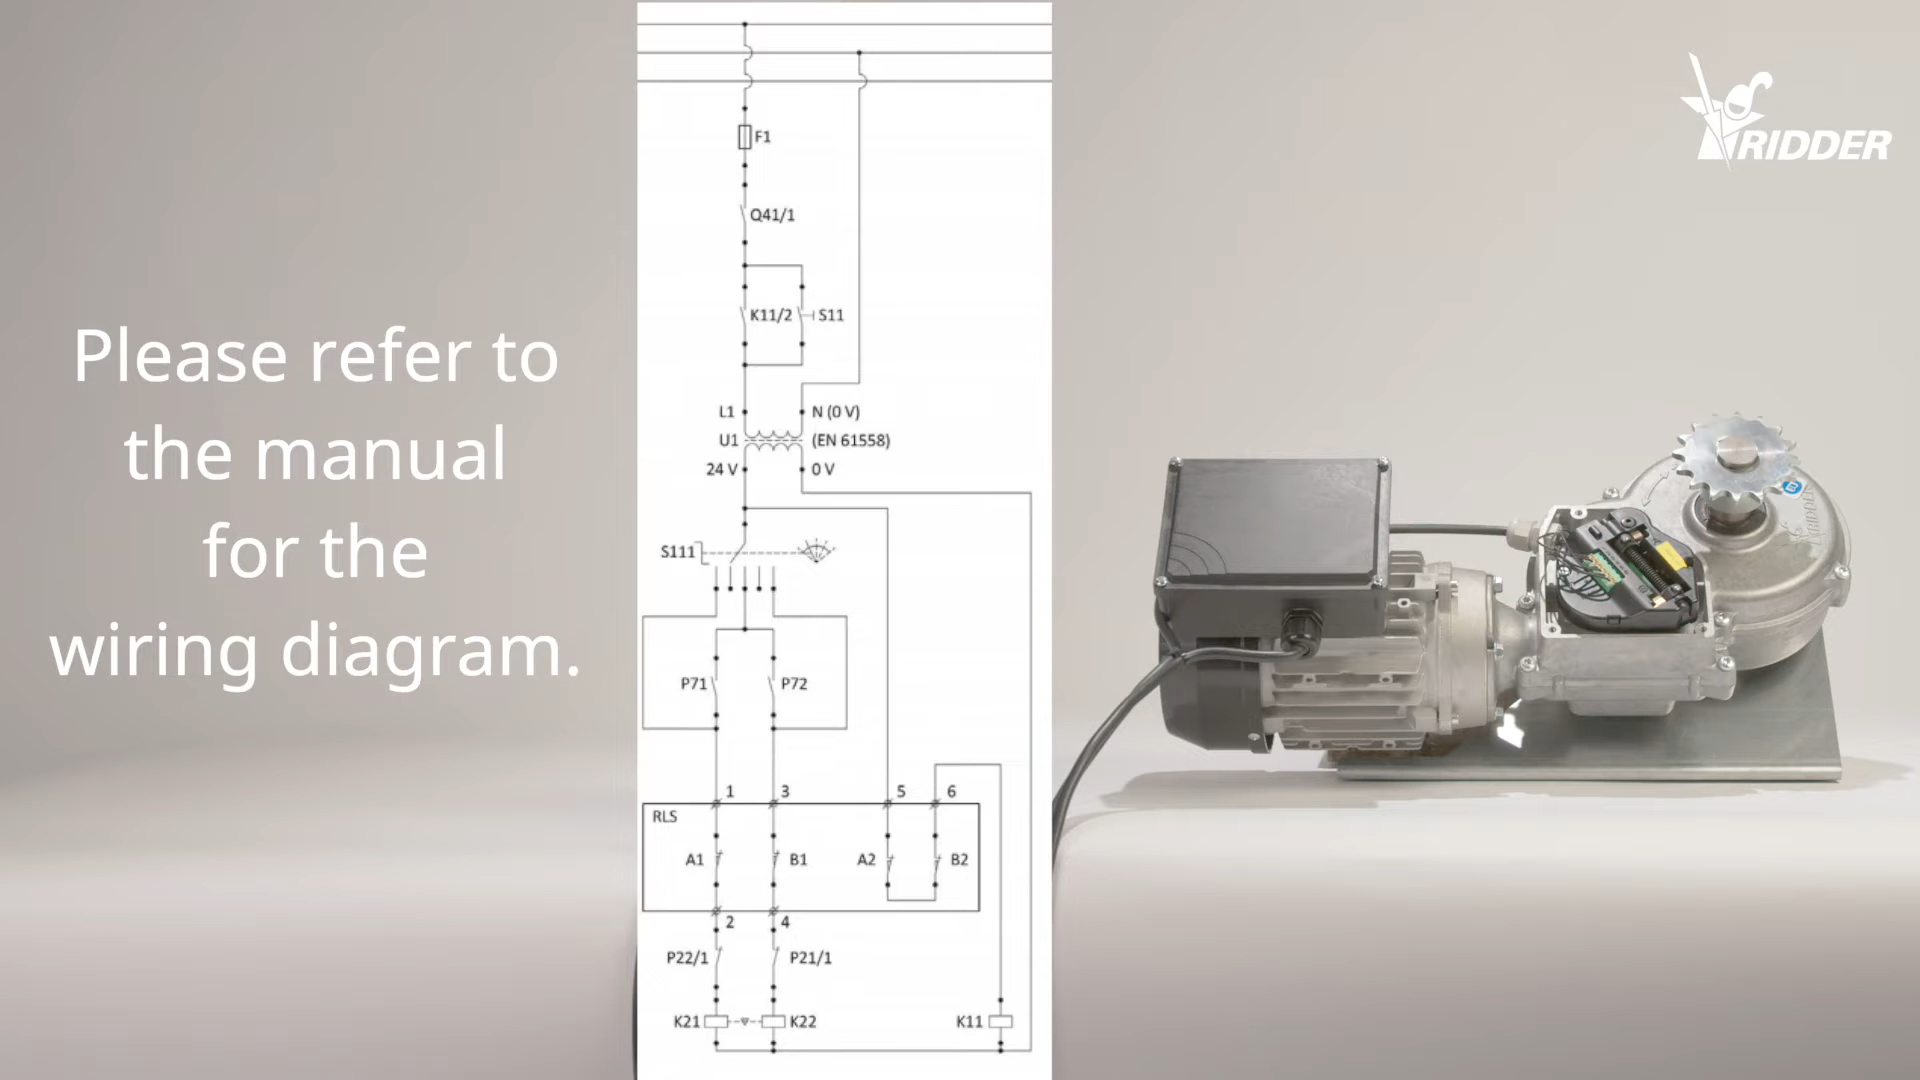 Please refer to
the manual
for the
wiring diagram.
F1
Q41/1
K11/2
S11
L1
N (0 V)
U1
(EN 61558)
24 V
0 V
S111
P71
P72
1
3
5
6
RLS
A1
B1
A2
B2
2
4
P22/1
P21/1
K21
K22
K11
RIDDER
RIDDER